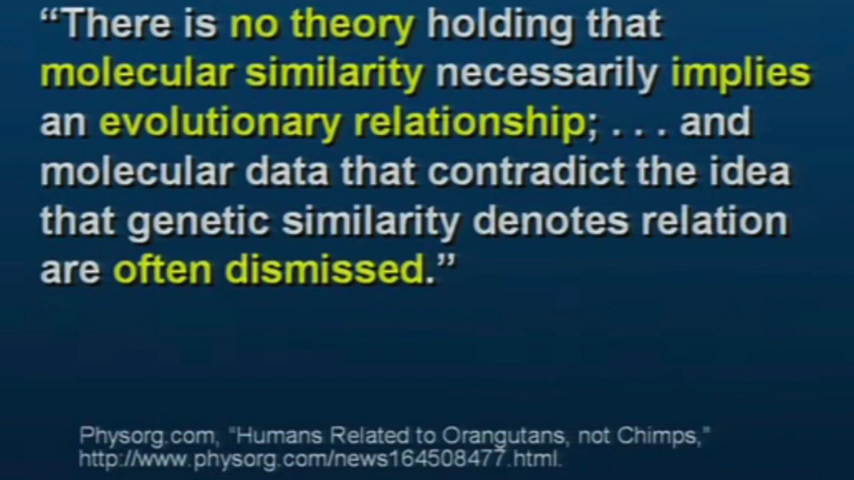 “There is no theory holding that
molecular similarity necessarily implies
an evolutionary relationship; . . . and
molecular data that contradict the idea
that genetic similarity denotes relation
are often dismissed.”
Physorg.com, “Humans Related to Orangutans, not Chimps,”
http://www.physorg.com/news164508477.html.